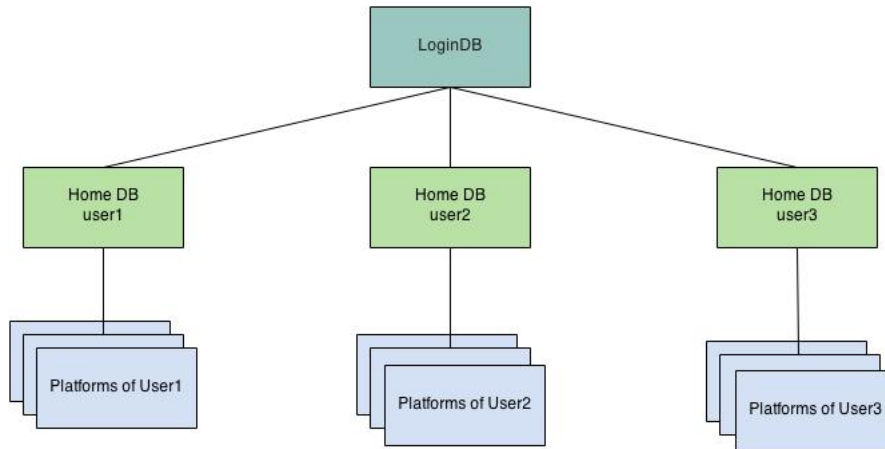 LoginDB
Home DB
user1
Home DB
user2
Home DB
user3
Platforms of User1
Platforms of User2
Platforms of User3